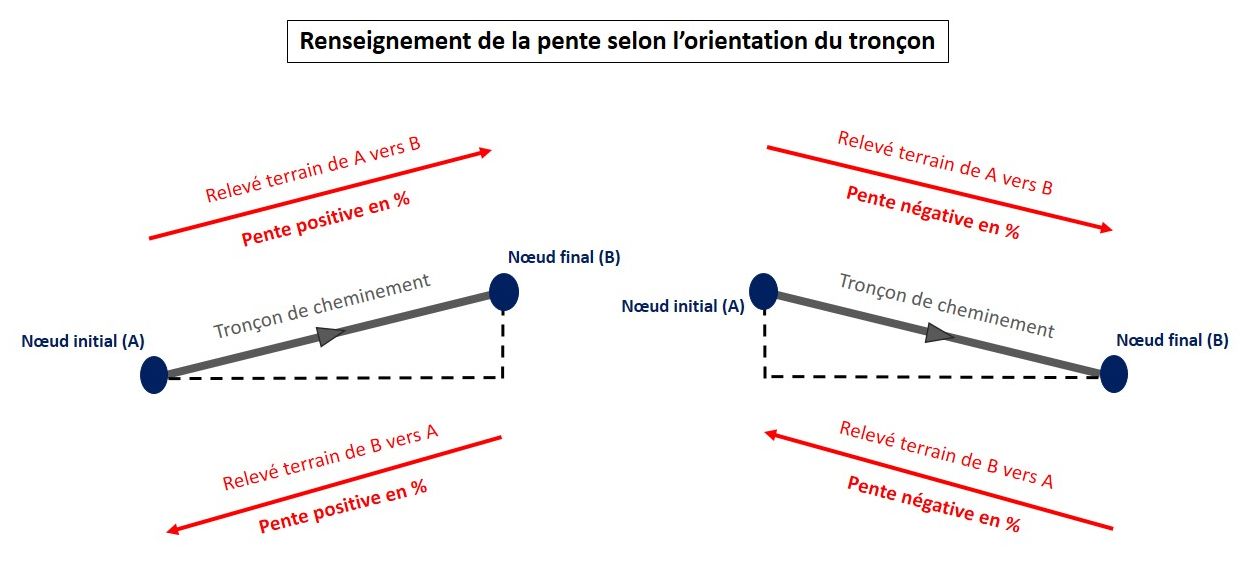 Renseignement de la pente selon l’orientation du tronçon
Relevé terrain de A vers B
Pente positive en %
Nœud final (B)
Tronçon de cheminement
Nœud initial (A)
Relevé terrain de B vers A
Pente positive en %
Relevé terrain de A vers B
Pente négative en %
Tronçon de cheminement
Nœud initial (A)
Nœud final (B)
Relevé terrain de B vers A
Pente négative en %